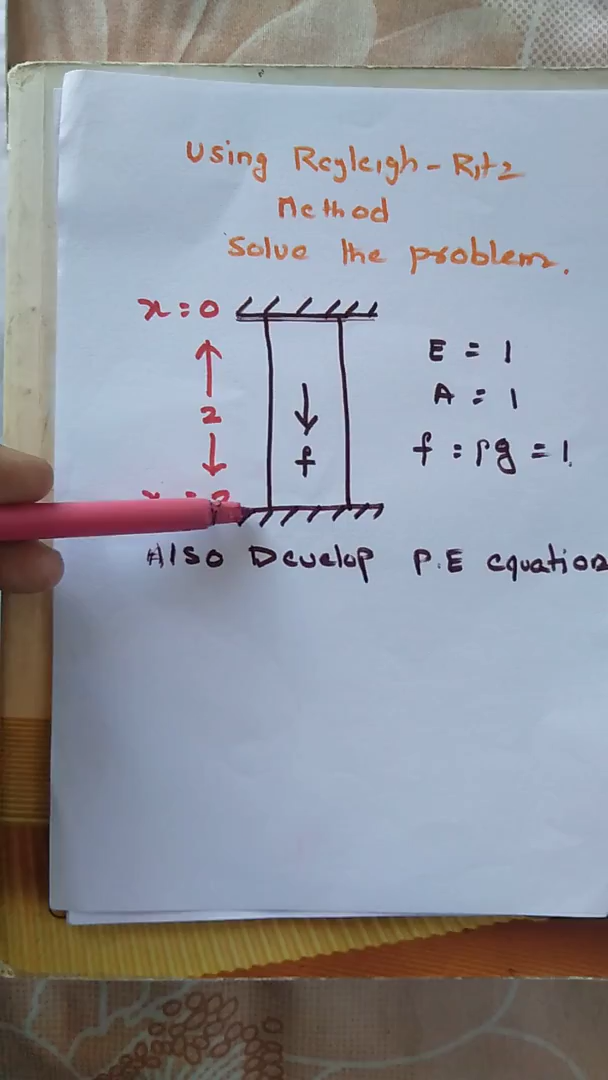 Using Rayleigh-Ritz
Method
Solve the problem.
x=0
2
E = 1
A = 1
f
f = ρg = 1.
Also Develop P.E equation